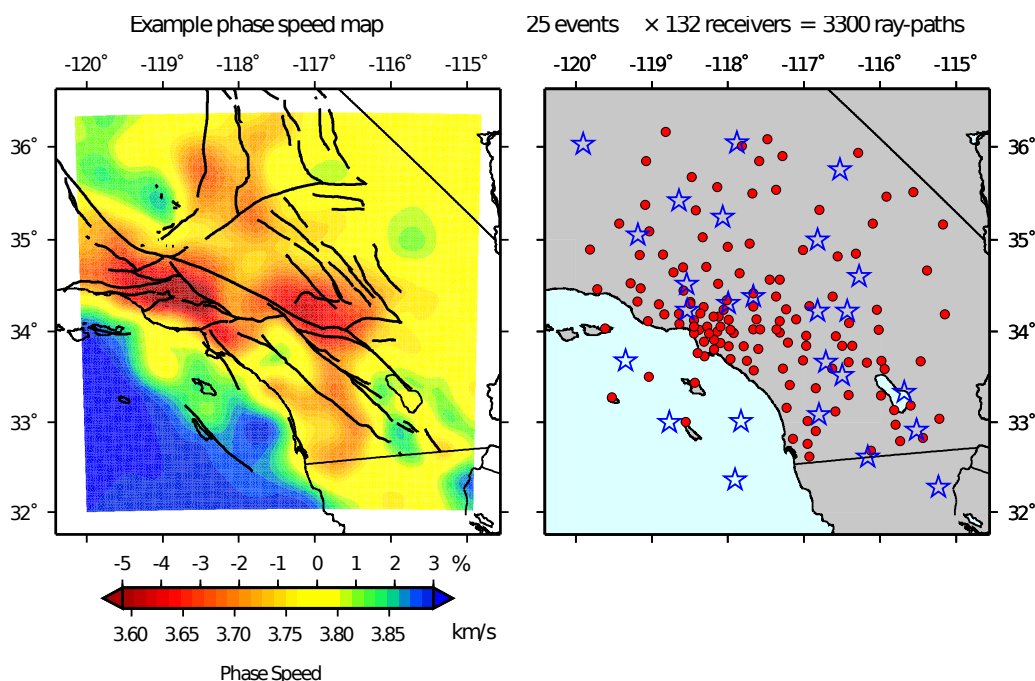 Example phase speed map
25 events × 132 receivers = 3300 ray-paths
-120° -119° -118° -117° -116° -115°
-120° -119° -118° -117° -116° -115°
36°
35°
34°
33°
32°
36°
35°
34°
33°
32°
-5 -4 -3 -2 -1 0 1 2 3 %
3.60 3.65 3.70 3.75 3.80 3.85 km/s
Phase Speed